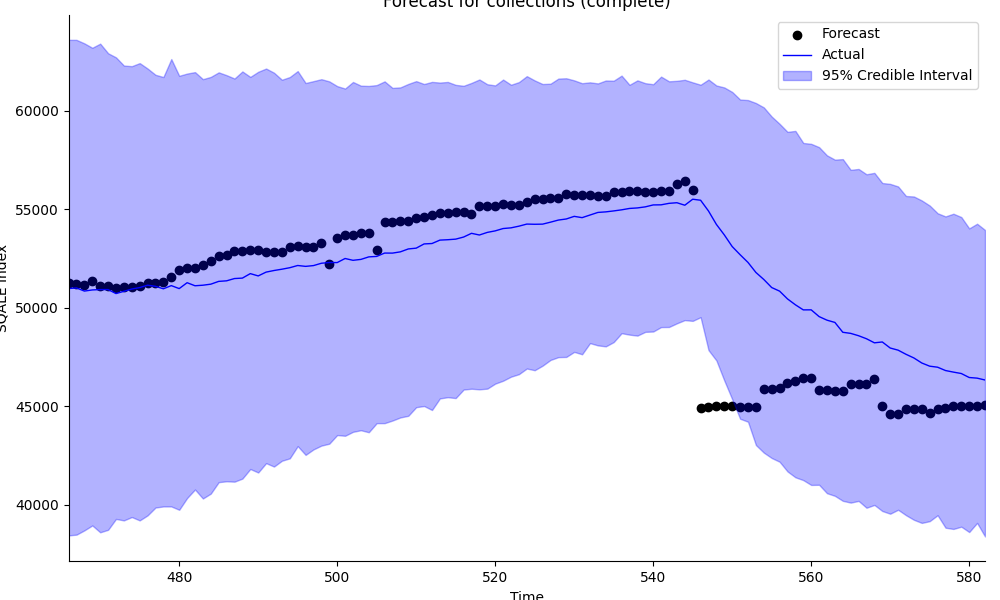 Forecast for collections (complete)
Forecast
Actual
95% Credible Interval
60000
55000
50000
45000
40000
SQALE Index
480
500
520
540
560
580
Time